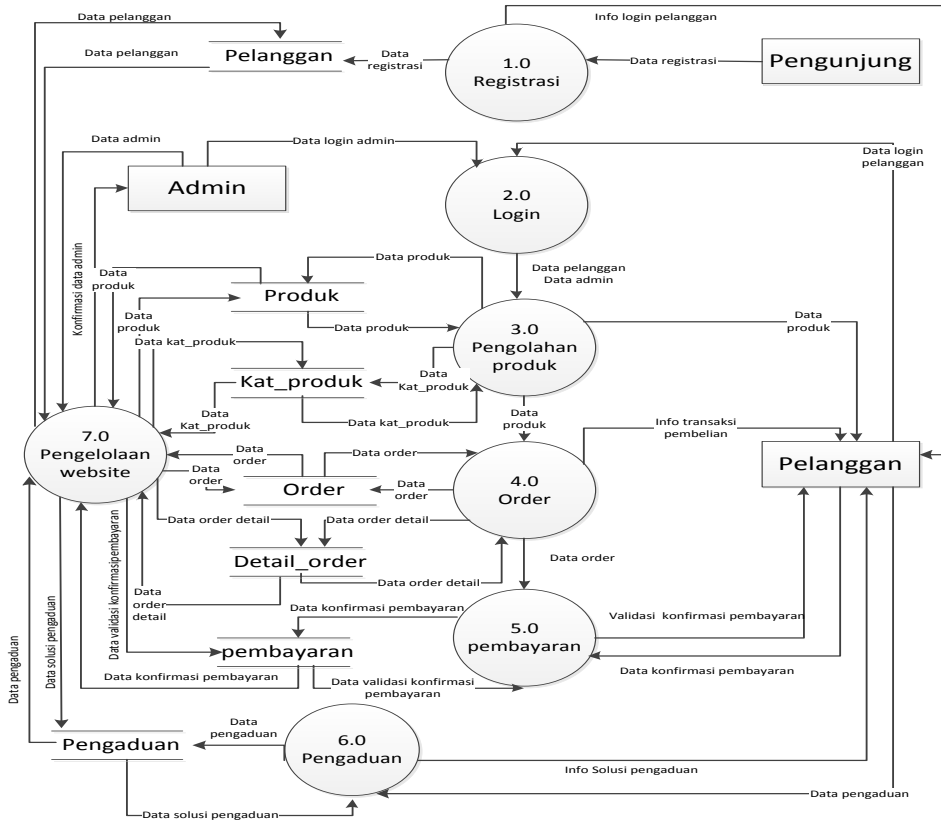 Data pelanggan
Info login pelanggan
Data pelanggan
Pelanggan
Data
registrasi
1.0
Registrasi
Data registrasi
Pengunjung
Data admin
Data login admin
Data login
pelanggan
Admin
2.0
Login
Konfirmasi data admin
Data
produk
Data produk
Data pelanggan
Data admin
Produk
Data
produk
Data produk
3.0
Pengolahan
produk
Data
produk
Data kat_produk
Data
Kat_produk
Kat_produk
Data
Kat_produk
Data kat_produk
Data
produk
Info transaksi
pembelian
7.0
Pengelolaan
website
Data
order
Data order
Data
order
Order
Data
order
4.0
Order
Pelanggan
Data order detail
Data order detail
Detail_order
Data order
Data
order
detail
Data order detail
Data pengaduan
Data solusi pengaduan
Data validasi konfirmasipembayaran
Data konfirmasi pembayaran
5.0
pembayaran
Validasi konfirmasi pembayaran
pembayaran
Data konfirmasi pembayaran
Data validasi konfirmasi
pembayaran
Data konfirmasi pembayaran
Pengaduan
Data
pengaduan
6.0
Pengaduan
Info Solusi pengaduan
Data pengaduan
Data solusi pengaduan